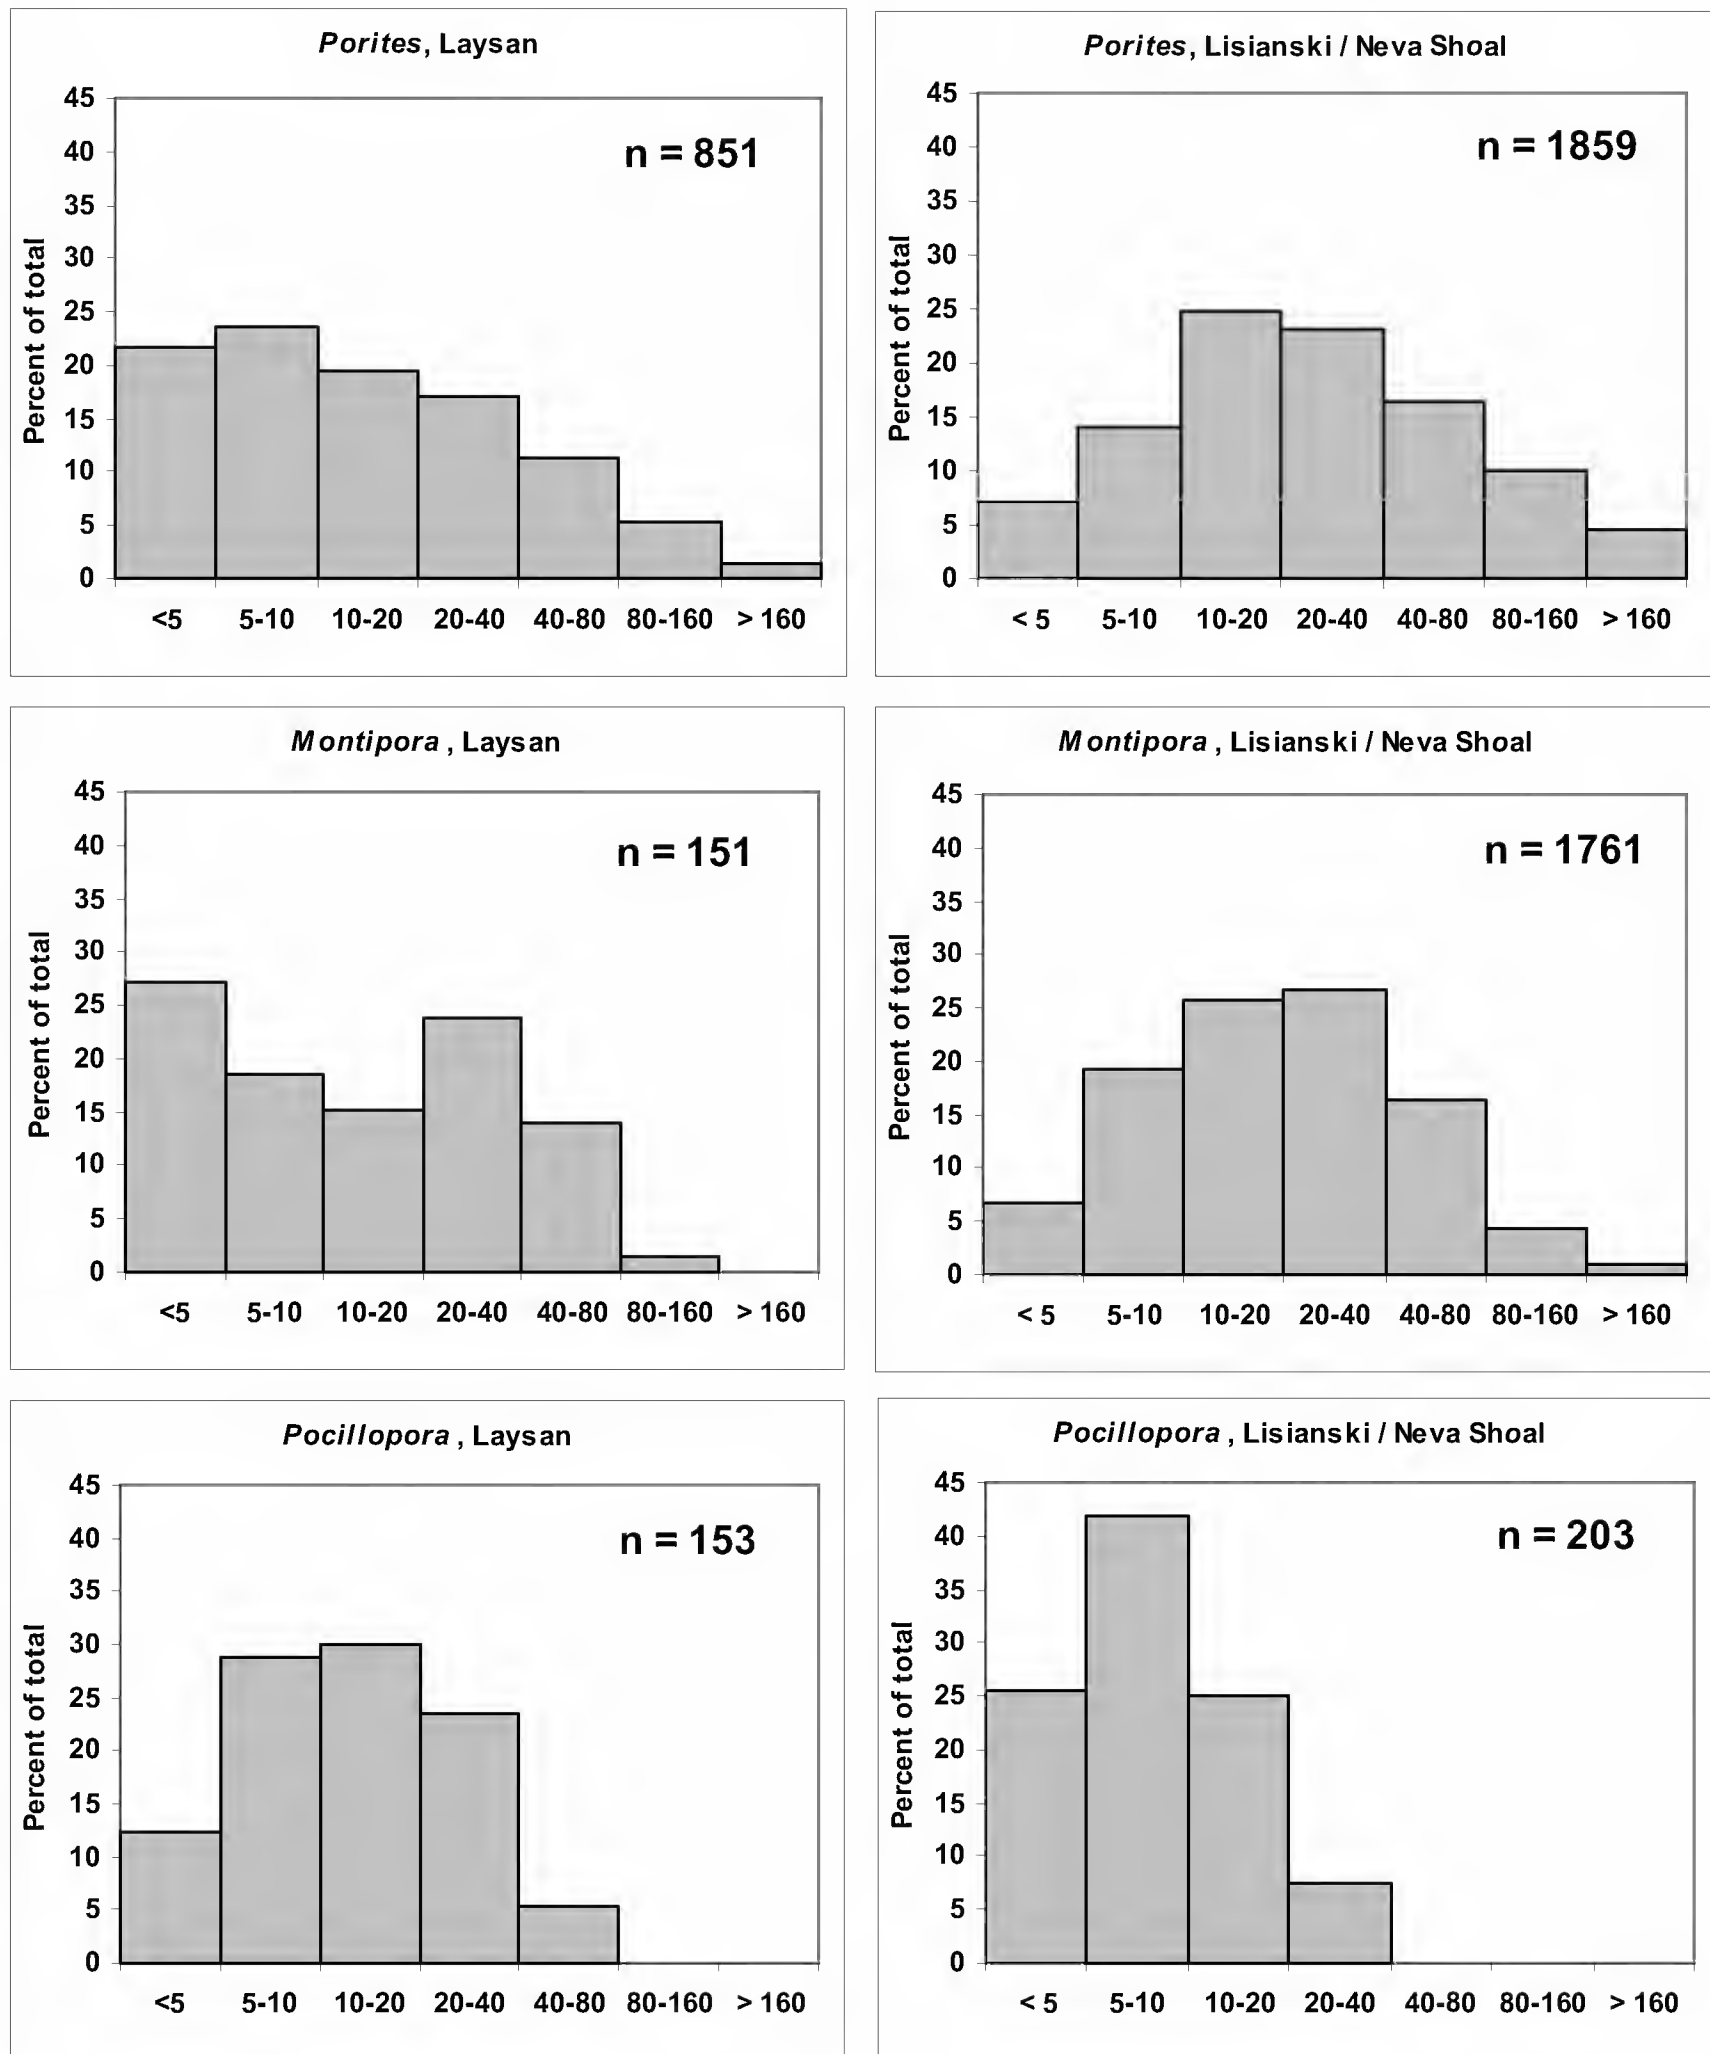 Porites, Laysan
45
40
35
30
25
20
15
10
5
0
Percent of total
n = 851
<5 5-10 10-20 20-40 40-80 80-160 > 160
Porites, Lisianski / Neva Shoal
45
40
35
30
25
20
15
10
5
0
Percent of total
n = 1859
< 5 5-10 10-20 20-40 40-80 80-160 > 160
Montipora , Laysan
45
40
35
30
25
20
15
10
5
0
Percent of total
n = 151
<5 5-10 10-20 20-40 40-80 80-160 > 160
Montipora , Lisianski / Neva Shoal
45
40
35
30
25
20
15
10
5
0
Percent of total
n = 1761
< 5 5-10 10-20 20-40 40-80 80-160 > 160
Pocillopora , Laysan
45
40
35
30
25
20
15
10
5
0
Percent of total
n = 153
<5 5-10 10-20 20-40 40-80 80-160 > 160
Pocillopora , Lisianski / Neva Shoal
45
40
35
30
25
20
15
10
5
0
Percent of total
n = 203
< 5 5-10 10-20 20-40 40-80 80-160 > 160